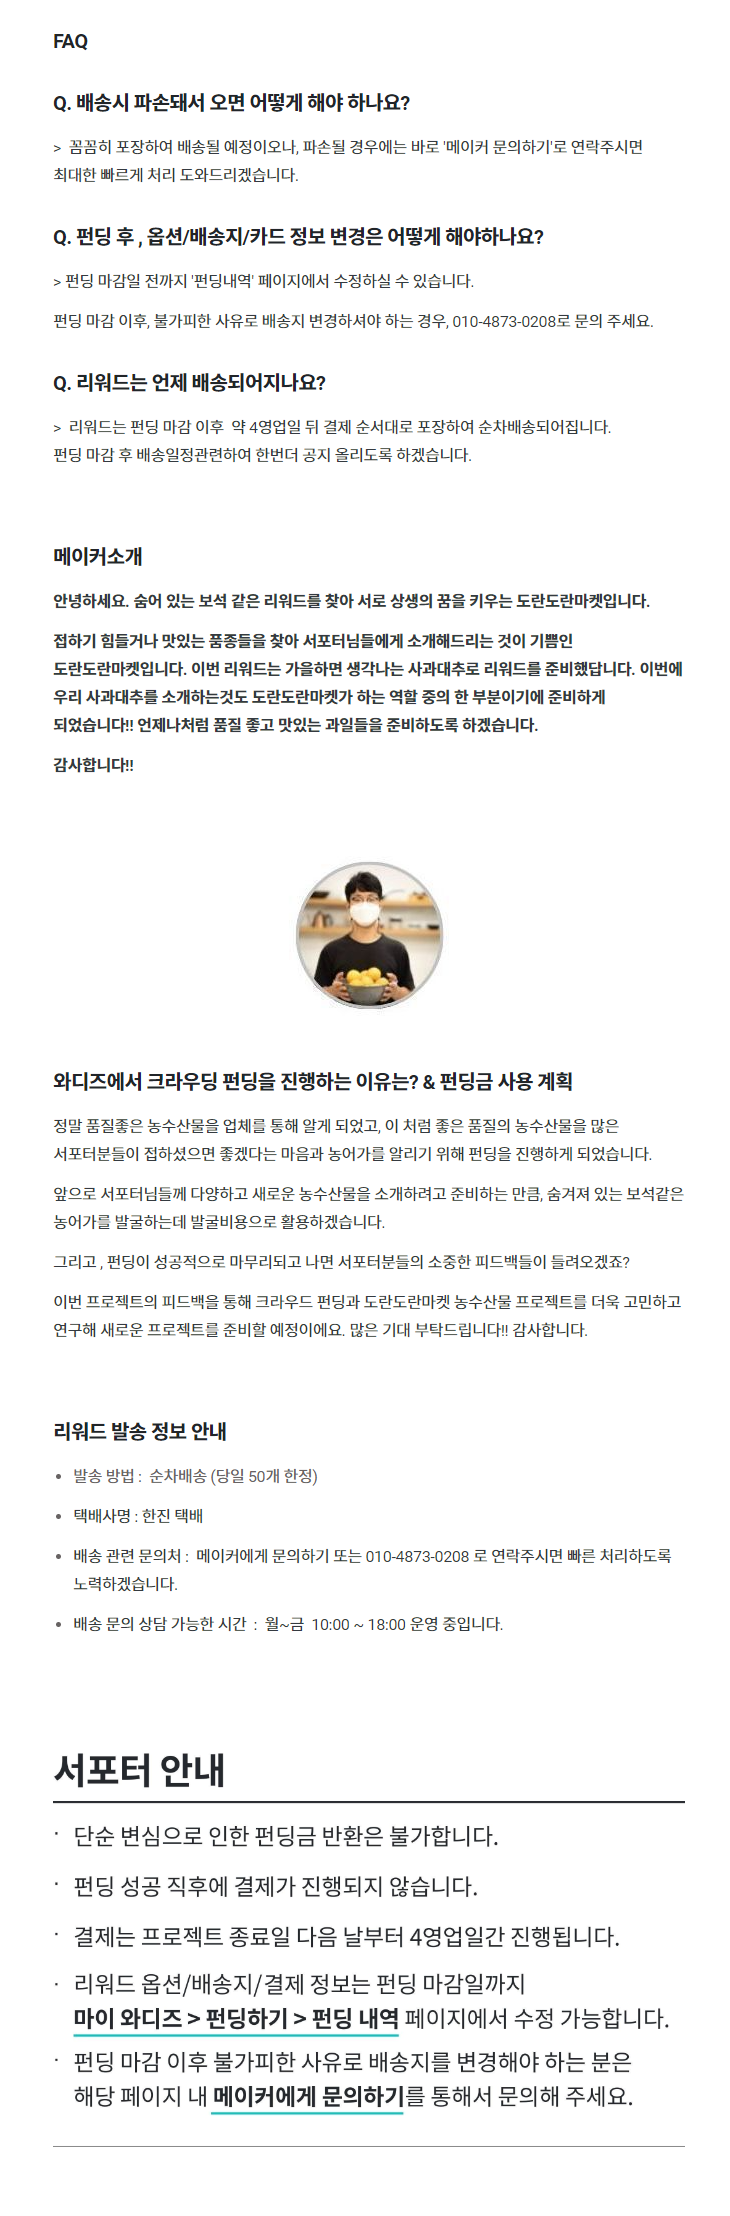 FAQ
Q. 배송시 파손돼서 오면 어떻게 해야 하나요?
> 꼼꼼히 포장하여 배송될 예정이오나, 파손될 경우에는 바로 '메이커 문의하기'로 연락주시면
최대한 빠르게 처리 도와드리겠습니다.
Q. 펀딩 후 , 옵션/배송지/카드 정보 변경은 어떻게 해야하나요?
> 펀딩 마감일 전까지 '펀딩내역' 페이지에서 수정하실 수 있습니다.
펀딩 마감 이후, 불가피한 사유로 배송지 변경하셔야 하는 경우, 010-4873-0208로 문의 주세요.
Q. 리워드는 언제 배송되어지나요?
> 리워드는 펀딩 마감 이후 약 4영업일 뒤 결제 순서대로 포장하여 순차배송되어집니다.
펀딩 마감 후 배송일정관련하여 한번더 공지 올리도록 하겠습니다.
메이커소개
안녕하세요. 숨어 있는 보석 같은 리워드를 찾아 서로 상생의 꿈을 키우는 도란도란마켓입니다.
접하기 힘들거나 맛있는 품종들을 찾아 서포터님들에게 소개해드리는 것이 기쁨인
도란도란마켓입니다. 이번 리워드는 가을하면 생각나는 사과대추로 리워드를 준비했답니다. 이번에
우리 사과대추를 소개하는것도 도란도란마켓가 하는 역할 중의 한 부분이기에 준비하게
되었습니다!! 언제나처럼 품질 좋고 맛있는 과일들을 준비하도록 하겠습니다.
감사합니다!!
와디즈에서 크라우딩 펀딩을 진행하는 이유는? & 펀딩금 사용 계획
정말 품질좋은 농수산물을 업체를 통해 알게 되었고, 이 처럼 좋은 품질의 농수산물을 많은
서포터분들이 접하셨으면 좋겠다는 마음과 농어가를 알리기 위해 펀딩을 진행하게 되었습니다.
앞으로 서포터님들께 다양하고 새로운 농수산물을 소개하려고 준비하는 만큼, 숨겨져 있는 보석같은
농어가를 발굴하는데 발굴비용으로 활용하겠습니다.
그리고 , 펀딩이 성공적으로 마무리되고 나면 서포터분들의 소중한 피드백들이 들려오겠죠?
이번 프로젝트의 피드백을 통해 크라우드 펀딩과 도란도란마켓 농수산물 프로젝트를 더욱 고민하고
연구해 새로운 프로젝트를 준비할 예정이에요. 많은 기대 부탁드립니다!! 감사합니다.
리워드 발송 정보 안내
• 발송 방법 : 순차배송 (당일 50개 한정)
• 택배사명 : 한진 택배
• 배송 관련 문의처 : 메이커에게 문의하기 또는 010-4873-0208 로 연락주시면 빠른 처리하도록
노력하겠습니다.
• 배송 문의 상담 가능한 시간 : 월~금 10:00 ~ 18:00 운영 중입니다.
서포터 안내
· 단순 변심으로 인한 펀딩금 반환은 불가합니다.
· 펀딩 성공 직후에 결제가 진행되지 않습니다.
· 결제는 프로젝트 종료일 다음 날부터 4영업일간 진행됩니다.
· 리워드 옵션/배송지/결제 정보는 펀딩 마감일까지
마이 와디즈 > 펀딩하기 > 펀딩 내역 페이지에서 수정 가능합니다.
· 펀딩 마감 이후 불가피한 사유로 배송지를 변경해야 하는 분은
해당 페이지 내 메이커에게 문의하기를 통해서 문의해 주세요.